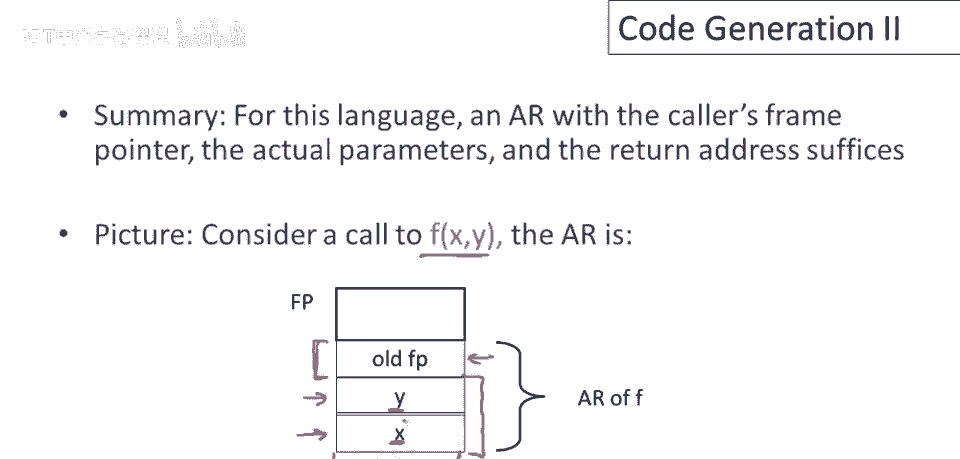 Code Generation II
• Summary: For this language, an AR with the caller's frame
pointer, the actual parameters, and the return address suffices
• Picture: Consider a call to f(x,y), the AR is:
FP
old fp
y
AR of f
x